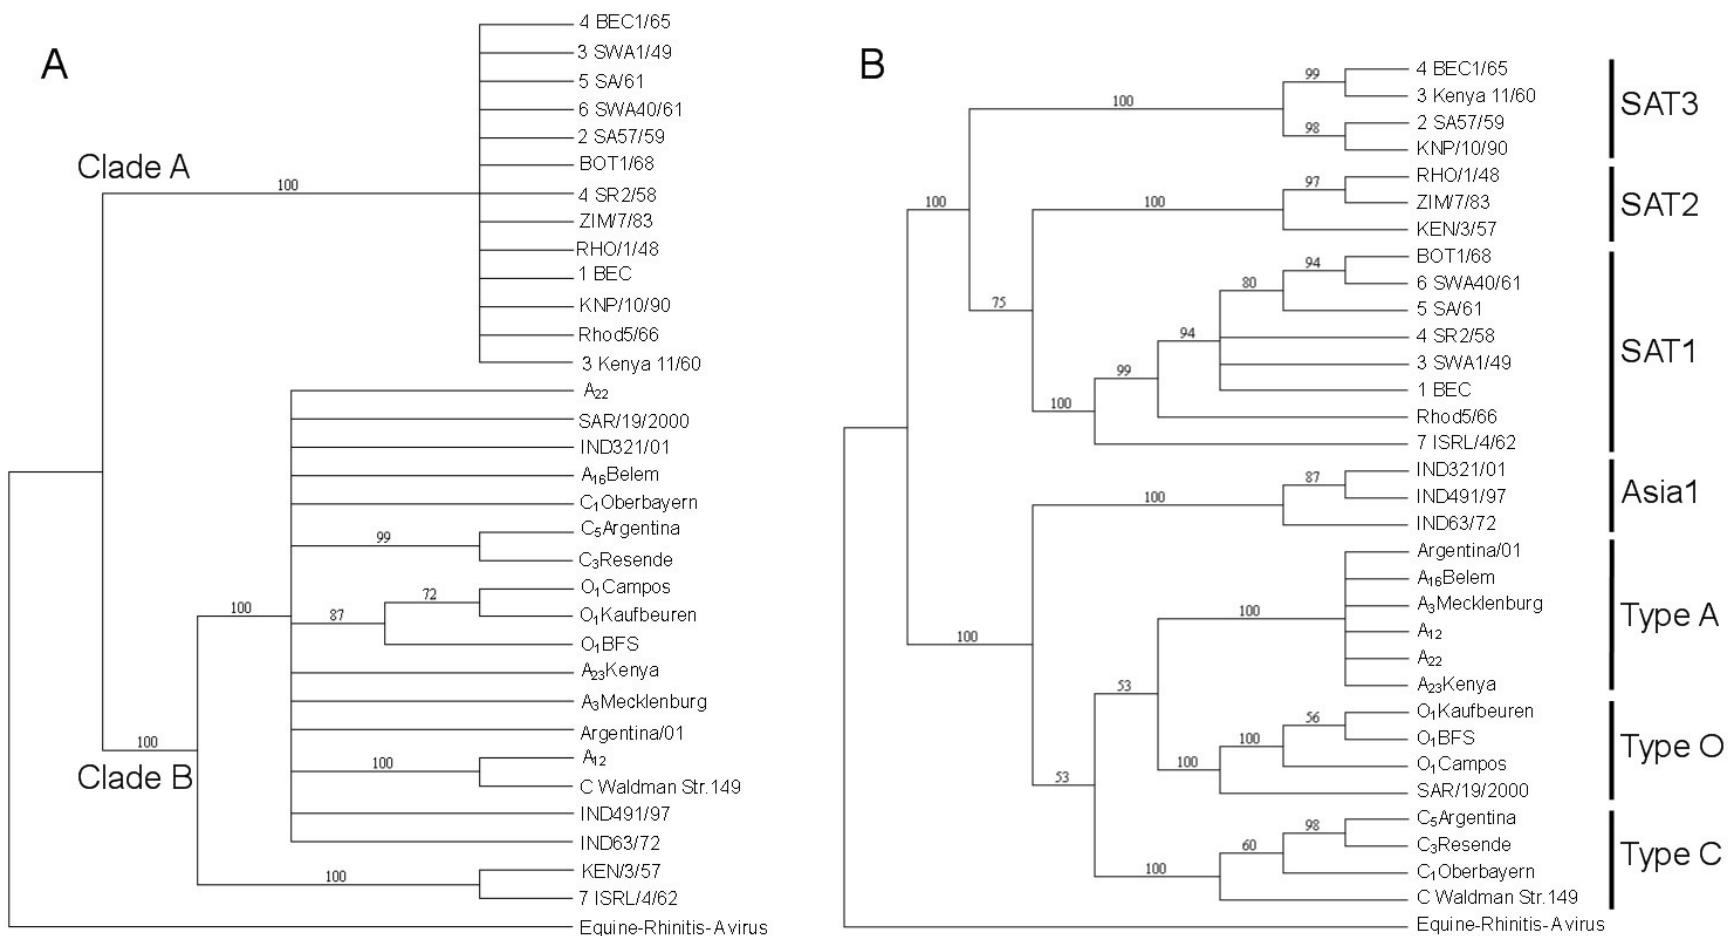 A
4 BEC1/65
3 SWA1/49
5 SA/61
6 SWA40/61
2 SA57/59
BOT1/68
Clade A
100
4 SR2/58
ZIM/7/83
RHO/1/48
1 BEC
KNP/10/90
Rhod5/66
3 Kenya 11/60
A22
SAR/19/2000
IND321/01
A16Belem
C1Oberbayern
C5Argentina
99
C3Resende
O1Campos
72
100
87
O1Kaufbeuren
O1BFS
A23Kenya
A3Mecklenburg
Argentina/01
100
Clade B
A12
100
C Waldman Str.149
IND491/97
IND63/72
KEN/3/57
100
7 ISRL/4/62
Equine-Rhinitis-Avirus
B
4 BEC1/65
99
3 Kenya 11/60
100
2 SA57/59
98
KNP/10/90
SAT3
RHO/1/48
97
ZIM/7/83
100
100
KEN/3/57
SAT2
BOT1/68
94
6 SWA40/61
80
5 SA/61
75
4 SR2/58
94
3 SWA1/49
99
1 BEC
100
Rhod5/66
7 ISRL/4/62
SAT1
IND321/01
87
IND491/97
100
IND63/72
Asia1
Argentina/01
A16Belem
A3Mecklenburg
100
A12
100
A22
A23Kenya
53
Type A
O1Kaufbeuren
56
O1BFS
100
O1Campos
100
53
SAR/19/2000
Type O
C5Argentina
98
C3Resende
60
C1Oberbayern
100
C Waldman Str.149
Type C
Equine-Rhinitis-Avirus